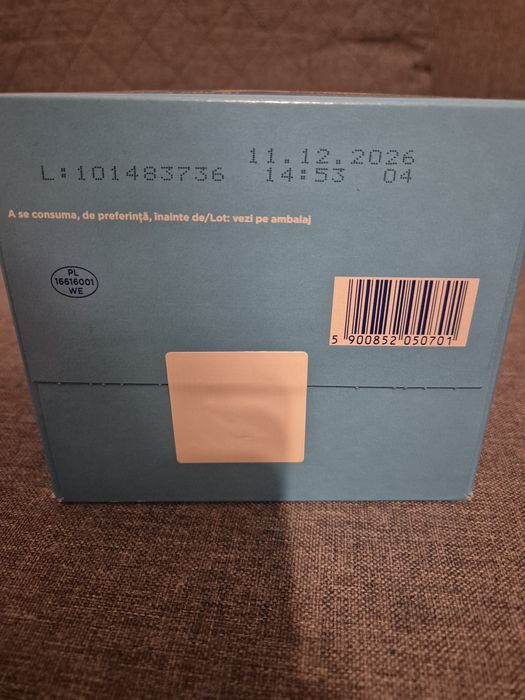 11.12.2026
L:101483736 14:53 04
A se consuma, de preferință, înainte de/Lot: vezi pe ambalaj
PL
16616001
WE
5 900852 050701